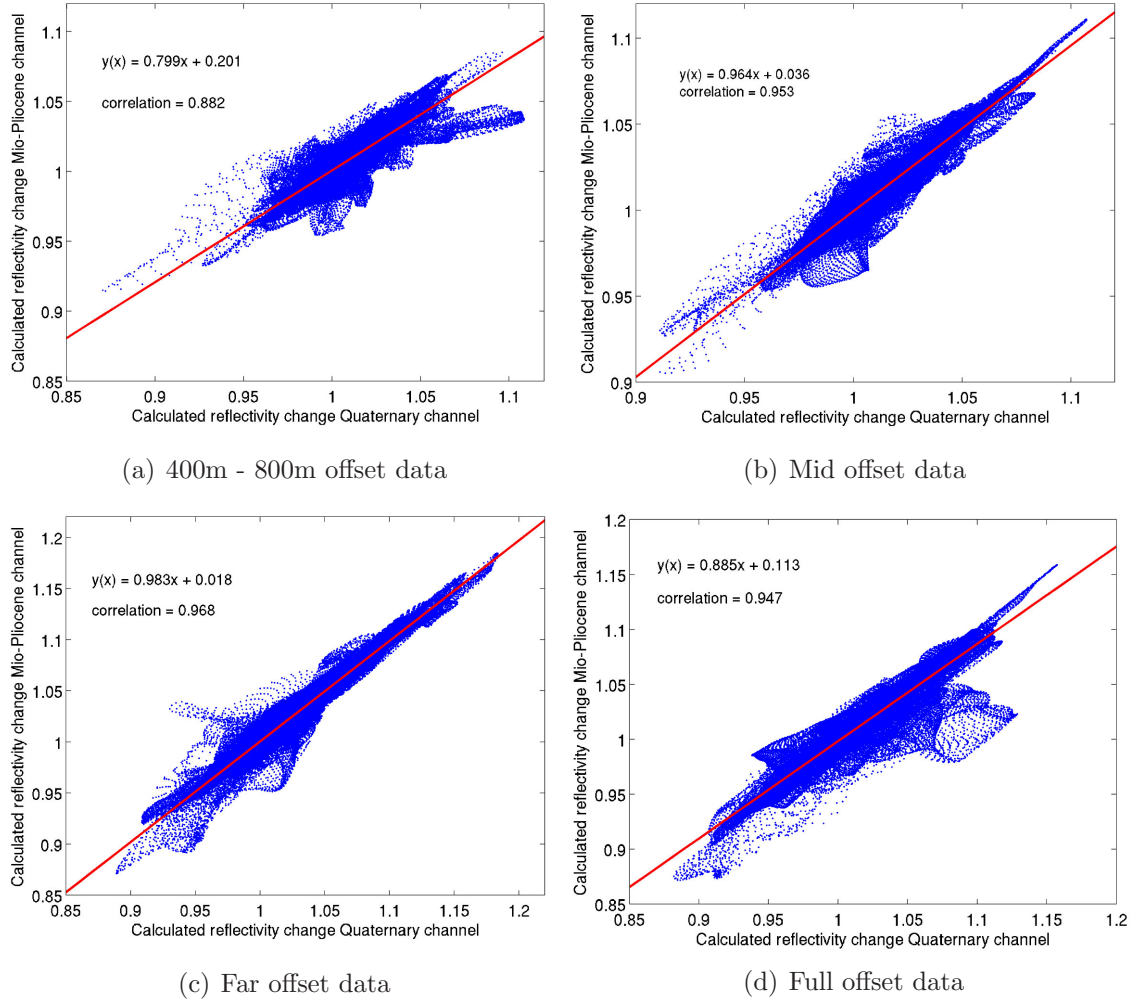 1.1
1.05
1
0.95
0.9
0.85
Calculated reflectivity change Mio-Pliocene channel
y(x) = 0.799x + 0.201
correlation = 0.882
0.85 0.9 0.95 1 1.05 1.1
Calculated reflectivity change Quaternary channel
(a) 400m - 800m offset data
1.1
1.05
1
0.95
0.9
Calculated reflectivity change Mio-Pliocene channel
y(x) = 0.964x + 0.036
correlation = 0.953
0.9 0.95 1 1.05 1.1
Calculated reflectivity change Quaternary channel
(b) Mid offset data
1.2
1.15
1.1
1.05
1
0.95
0.9
0.85
Calculated reflectivity change Mio-Pliocene channel
y(x) = 0.983x + 0.018
correlation = 0.968
0.85 0.9 0.95 1 1.05 1.1 1.15 1.2
Calculated reflectivity change Quaternary channel
(c) Far offset data
1.2
1.15
1.1
1.05
1
0.95
0.9
0.85
Calculated reflectivity change Mio-Pliocene channel
y(x) = 0.885x + 0.113
correlation = 0.947
0.85 0.9 0.95 1 1.05 1.1 1.15 1.2
Calculated reflectivity change Quaternary channel
(d) Full offset data